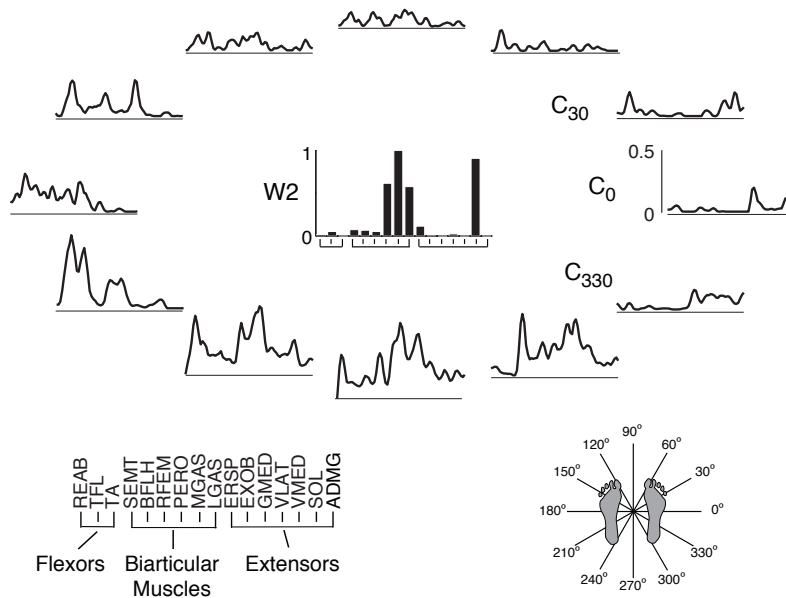 C30
1
0.5
W2
C0
0
0
C330
90°
120°
60°
150°
30°
180°
0°
210°
330°
240°
300°
270°
REAB
TFL
TA
SEMT
BFLH
RFEM
PERO
MGAS
LGAS
ERSP
EXOB
GMED
VLAT
VMED
SOL
ADMG
Flexors
Biarticular
Muscles
Extensors